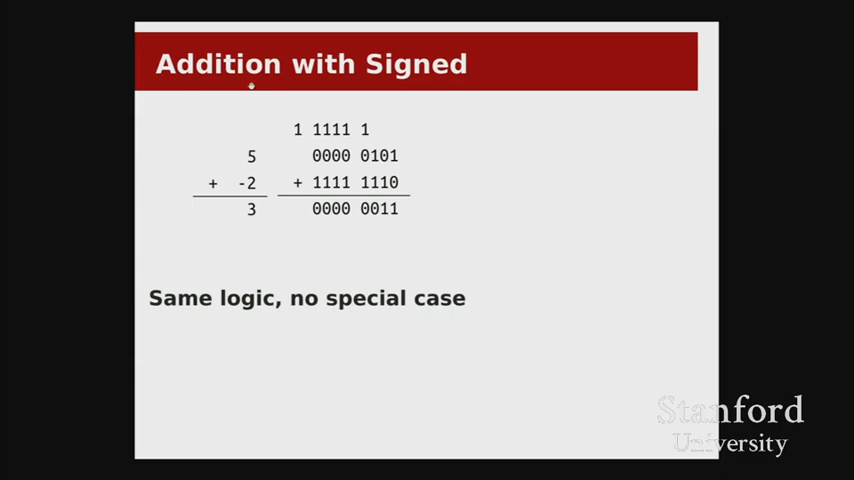 Addition with Signed
1 1111 1
5 0000 0101
+ -2 + 1111 1110
3 0000 0011
Same logic, no special case
Stanford
University